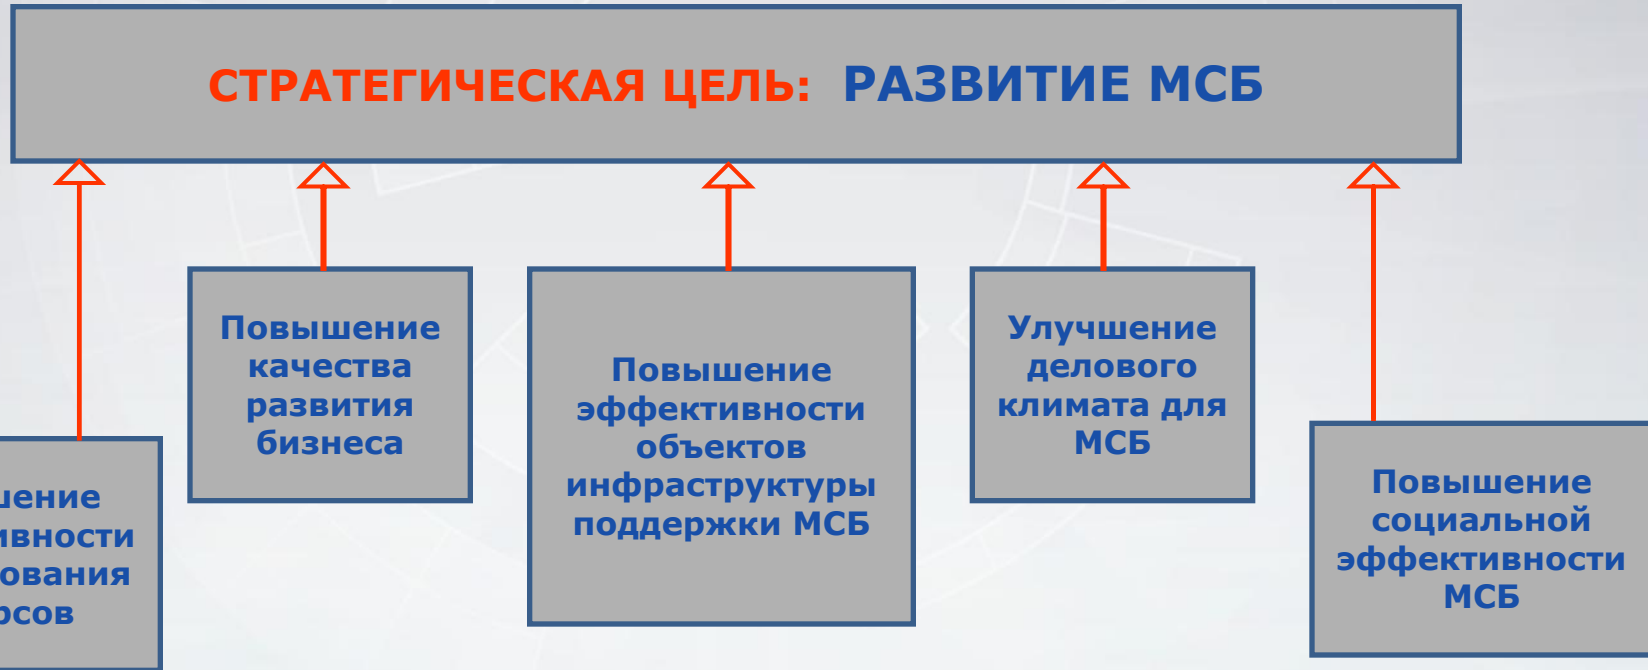 СТРАТЕГИЧЕСКАЯ ЦЕЛЬ: РАЗВИТИЕ МСБ
Повышение
качества
развития
бизнеса
Повышение
эффективности
объектов
инфраструктуры
поддержки МСБ
Улучшение
делового
климата для
МСБ
Повышение
социальной
эффективности
МСБ